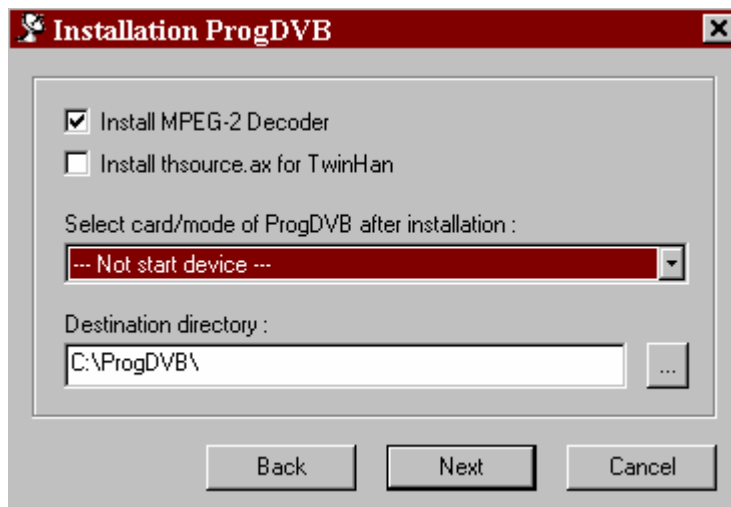 Installation ProgDVB
Install MPEG-2 Decoder
Install thsource.ax for TwinHan
Select card/mode of ProgDVB after installation :
--- Not start device ---
Destination directory :
C:\ProgDVB\
...
Back Next Cancel